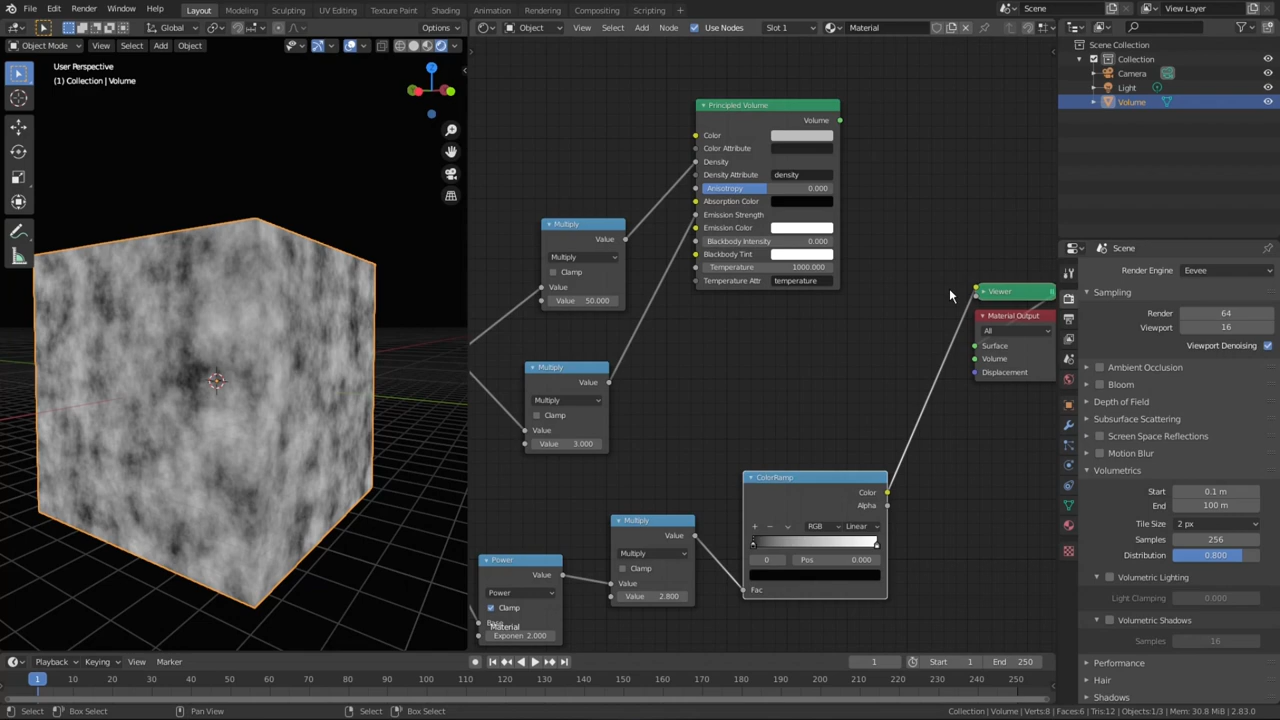 File Edit Render Window Help Layout Modeling Sculpting UV Editing Texture Paint Shading Animation Rendering Compositing Scripting + Scene View Layer
Global Options Object View Select Add Node Use Nodes Slot 1 Material
Object Mode View Select Add Object
User Perspective
(1) Collection | Volume
Scene Collection
Collection
Camera
Light
Volume
Principled Volume
Volume
Color
Color Attribute
Density
Density Attribute density
Anisotropy 0.000
Absorption Color
Emission Strength
Emission Color
Blackbody Intensity 0.000
Blackbody Tint
Temperature 1000.000
Temperature Attr temperature
Multiply
Value
Multiply
Clamp
Value
Value 50.000
Multiply
Value
Multiply
Clamp
Value
Value 3.000
Viewer
Material Output
All
Surface
Volume
Displacement
ColorRamp
Color
Alpha
RGB Linear
0 Pos 0.000
Fac
Multiply
Value
Multiply
Clamp
Value
Value 2.800
Power
Value
Power
Clamp
Base
Material
Exponen 2.000
Scene
Render Engine Eevee
Sampling
Render 64
Viewport 16
Viewport Denoising
Ambient Occlusion
Bloom
Depth of Field
Subsurface Scattering
Screen Space Reflections
Motion Blur
Volumetrics
Start 0.1 m
End 100 m
Tile Size 2 px
Samples 256
Distribution 0.800
Volumetric Lighting
Light Clamping 0.000
Volumetric Shadows
Samples 16
Performance
Hair
Shadows
Playback Keying View Marker 1 Start 1 End 250
1 10 20 30 40 50 60 70 80 90 100 110 120 130 140 150 160 170 180 190 200 210 220 230 240 250
Select Box Select Pan View Select Box Select Collection | Volume | Verts:8 | Faces:6 | Tris:12 | Objects:1/3 | Mem: 30.8 MiB | 2.83.0